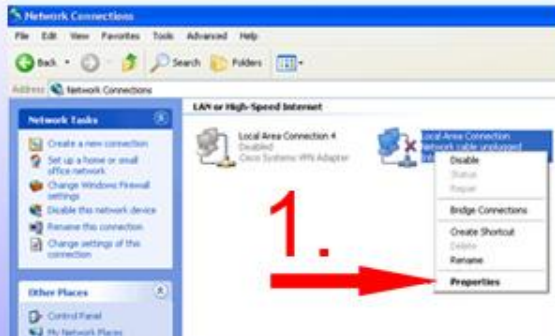 Network Connections
File Edit View Favorites Tools Advanced Help
Back Search Folders
Address Network Connections
LAN or High-Speed Internet
Network Tasks
Create a new connection
Set up a home or small
office network
Change Windows Firewall
settings
Disable this network device
Rename this connection
Change settings of this
connection
Other Places
Control Panel
My Network Places
Local Area Connection 4
Disabled
Cisco Systems VPN Adapter
Local Area Connection
Network cable unplugged
Disable
Status
Repair
Bridge Connections
Create Shortcut
Delete
Rename
Properties
1.